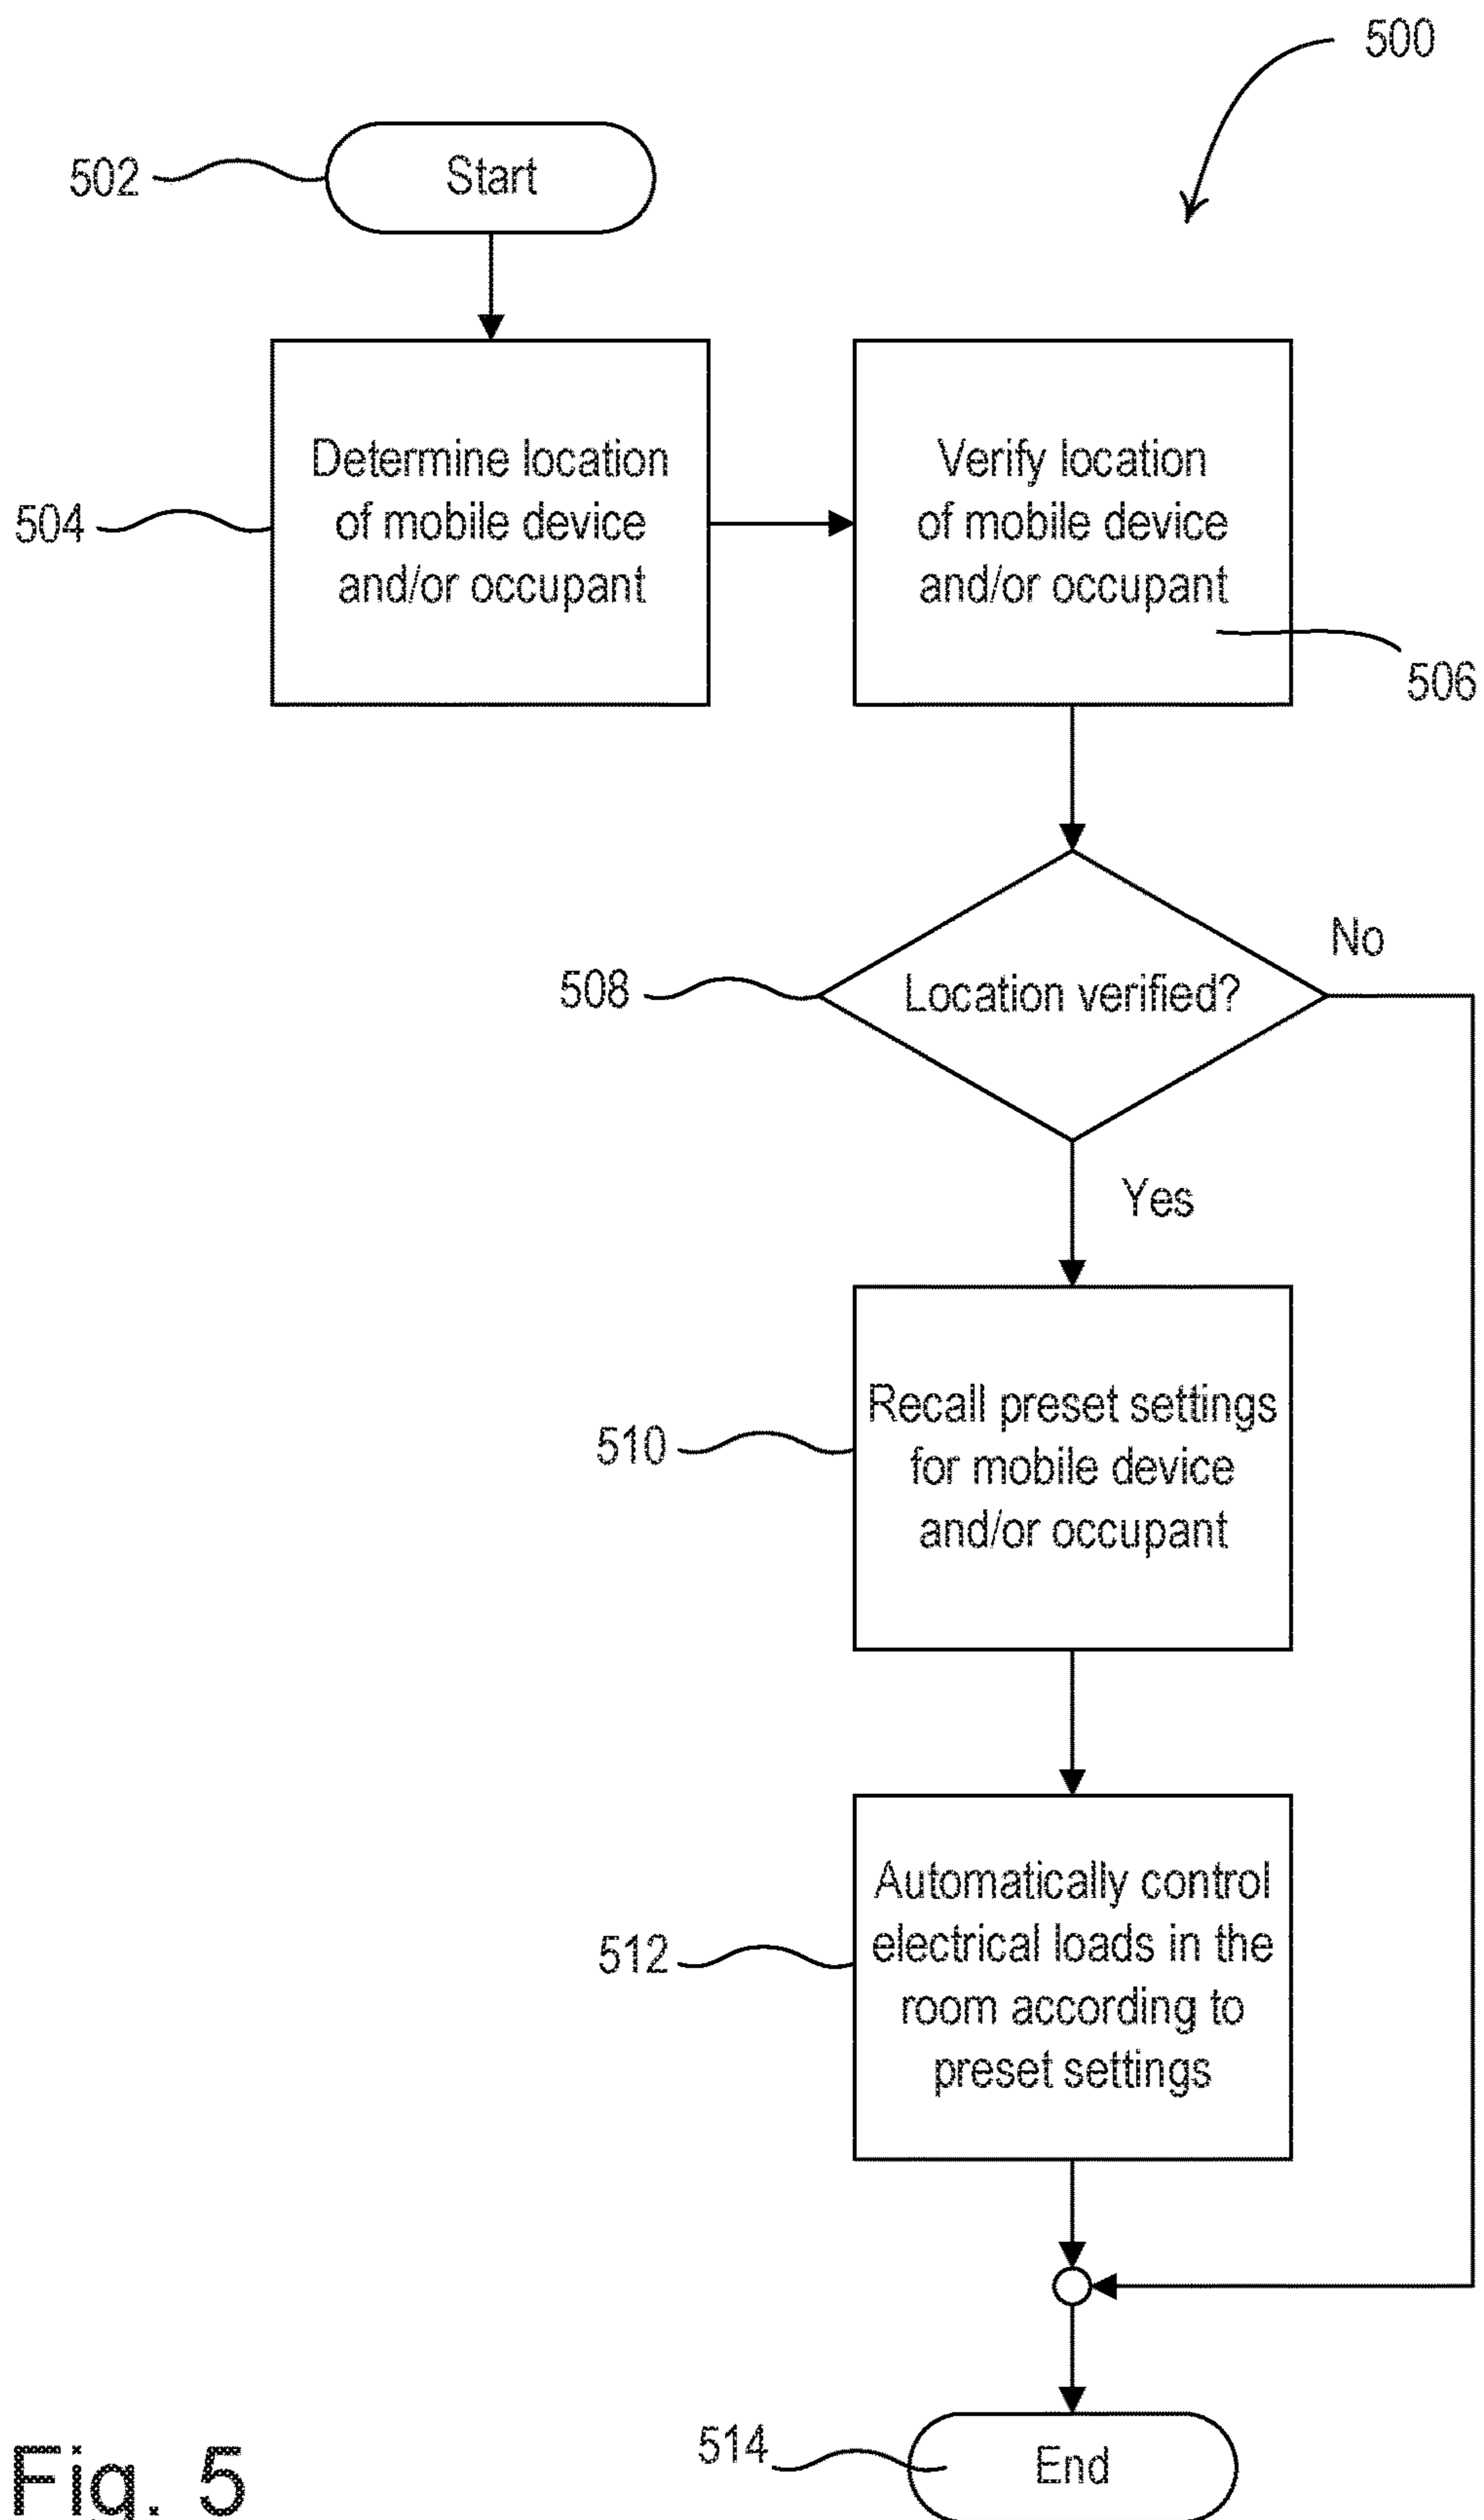 500
502
Start
504
Determine location
of mobile device
and/or occupant
Verify location
of mobile device
and/or occupant
506
508
Location verified?
No
Yes
510
Recall preset settings
for mobile device
and/or occupant
512
Automatically control
electrical loads in the
room according to
preset settings
514
End
Fig. 5